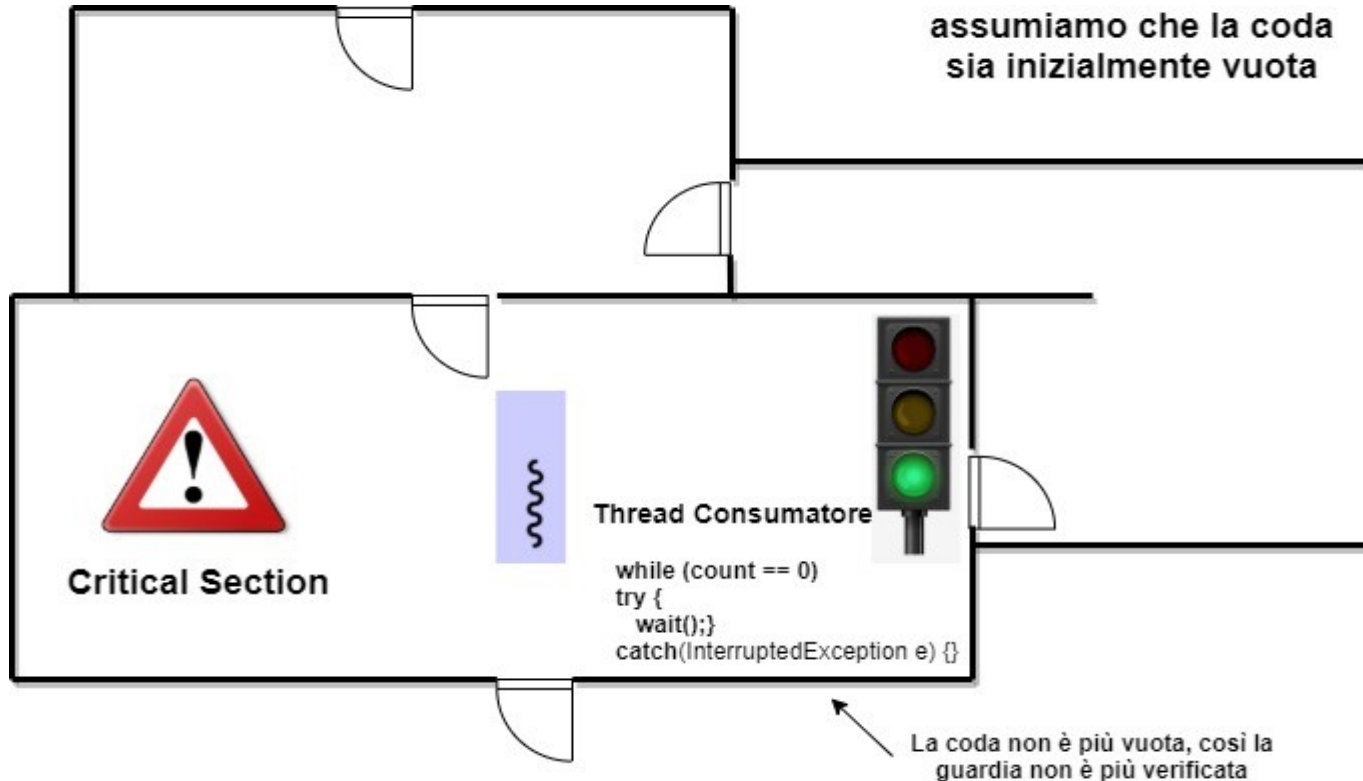 assumiamo che la coda
sia inizialmente vuota
Critical Section
Thread Consumatore
while (count == 0)
try {
wait();}
catch(InterruptedException e) {}
La coda non è più vuota, così la
guardia non è più verificata